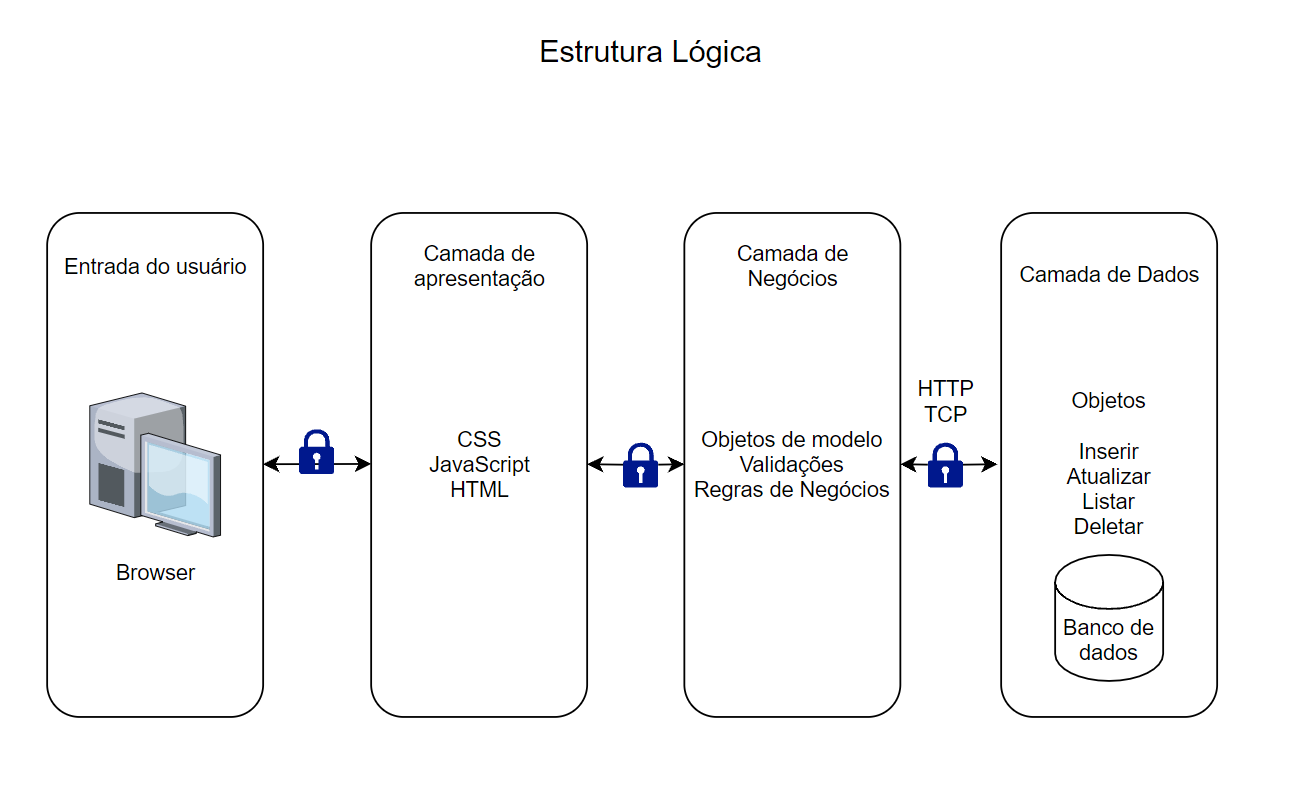 Estrutura Lógica
Entrada do usuário
Browser
Camada de
apresentação
CSS
JavaScript
HTML
Camada de
Negócios
Objetos de modelo
Validações
Regras de Negócios
HTTP
TCP
Camada de Dados
Objetos
Inserir
Atualizar
Listar
Deletar
Banco de
dados